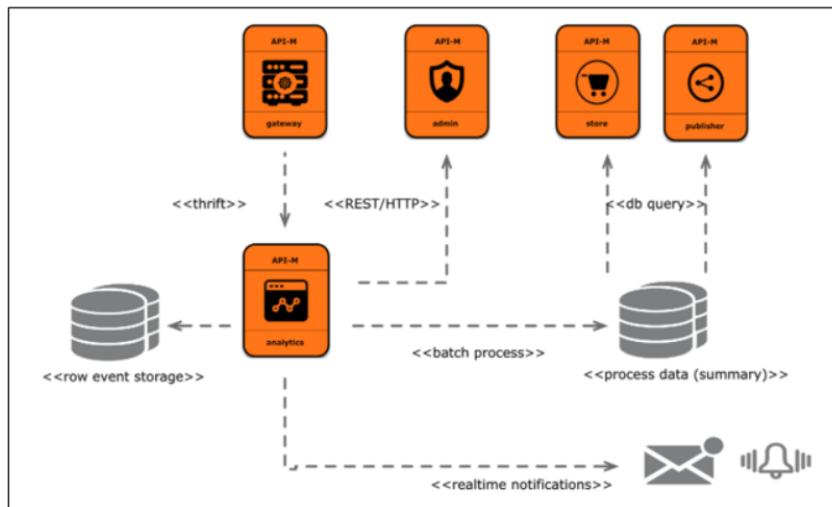 API-M
gateway
API-M
admin
API-M
store
API-M
publisher
<<thrift>>
<<REST/HTTP>>
<<db query>>
API-M
analytics
<<row event storage>>
<<batch process>>
<<process data (summary)>>
<<realtime notifications>>